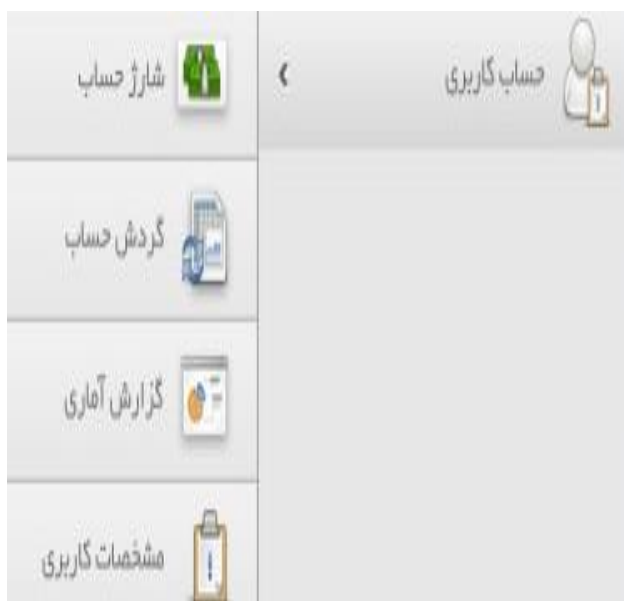 حساب کاربری
شارژ حساب
گردش حساب
گزارش آماری
مشخصات کاربری